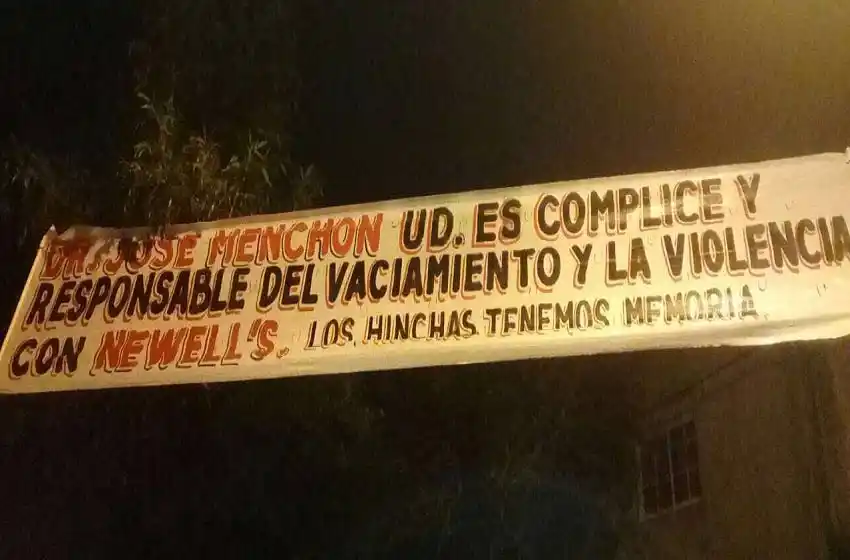 DR. JOSE MENCHON UD. ES COMPLICE Y
RESPONSABLE DEL VACIAMIENTO Y LA VIOLENCIA
CON NEWELL'S. LOS HINCHAS TENEMOS MEMORIA.